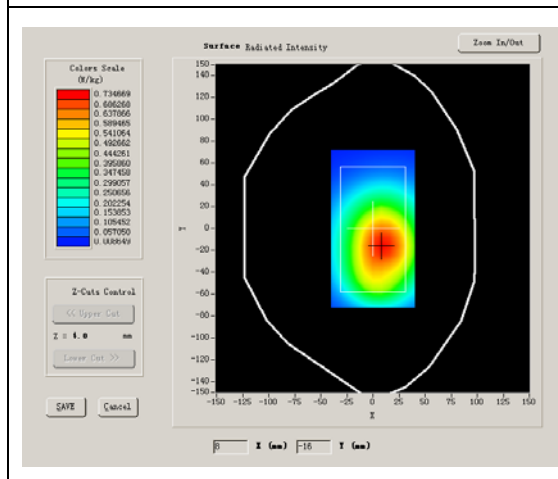 Surface Radiated Intensity
Zoom In/Out
Colors Scale
(W/kg)
0.734669
0.686268
0.637866
0.589465
0.541064
0.492662
0.444261
0.395860
0.347458
0.299057
0.250656
0.202254
0.153853
0.105452
0.057050
0.008649
150
140
120
100
80
60
40
20
0
-20
-40
-60
-80
-100
-120
-140
-150
Y
-150 -125 -100 -75 -50 -25 0 25 50 75 100 125 150
X
Z-Cuts Control
<< Upper Cut
Z = 4.0 mm
Lower Cut >>
SAVE Cancel
8 X (mm) -16 Y (mm)